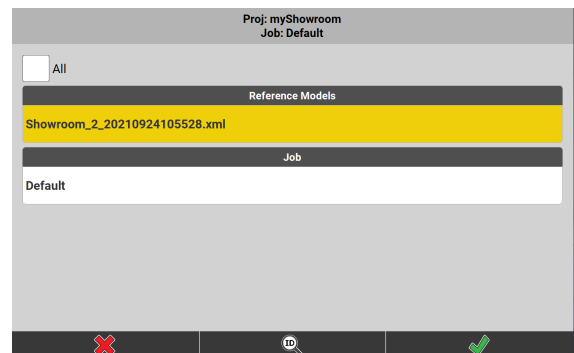 Proj: myShowroom
Job: Default
All
Reference Models
Showroom_2_20210924105528.xml
Job
Default
ID